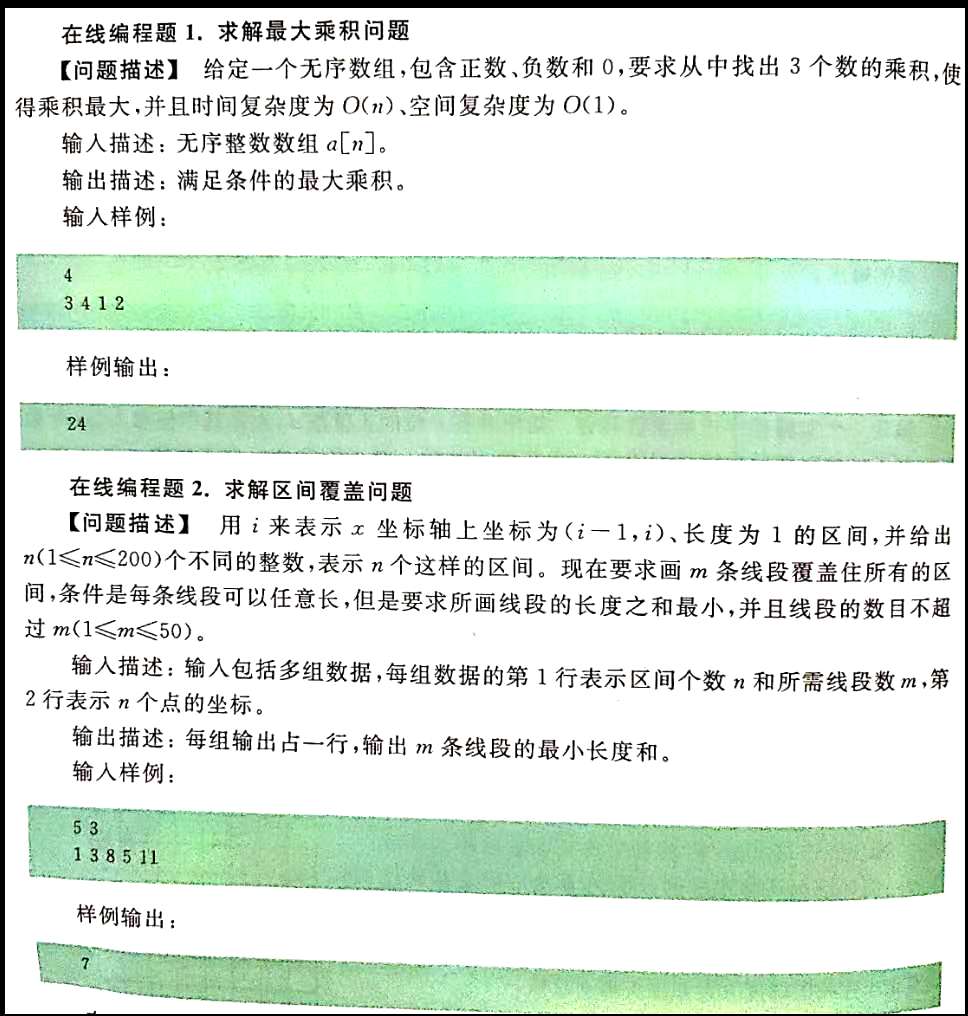 在线编程题 1. 求解最大乘积问题
【问题描述】 给定一个无序数组,包含正数、负数和 0,要求从中找出 3 个数的乘积,使
得乘积最大,并且时间复杂度为 O(n)、空间复杂度为 O(1)。
输入描述:无序整数数组 a[n]。
输出描述:满足条件的最大乘积。
输入样例:
4
3 4 1 2
样例输出:
24
在线编程题 2. 求解区间覆盖问题
【问题描述】 用 i 来表示 x 坐标轴上坐标为(i-1,i)、长度为 1 的区间,并给出
n(1≤n≤200)个不同的整数,表示 n 个这样的区间。现在要求画 m 条线段覆盖住所有的区
间,条件是每条线段可以任意长,但是要求所画线段的长度之和最小,并且线段的数目不超
过 m(1≤m≤50)。
输入描述:输入包括多组数据,每组数据的第 1 行表示区间个数 n 和所需线段数 m,第
2 行表示 n 个点的坐标。
输出描述:每组输出占一行,输出 m 条线段的最小长度和。
输入样例:
5 3
1 3 8 5 11
样例输出:
7